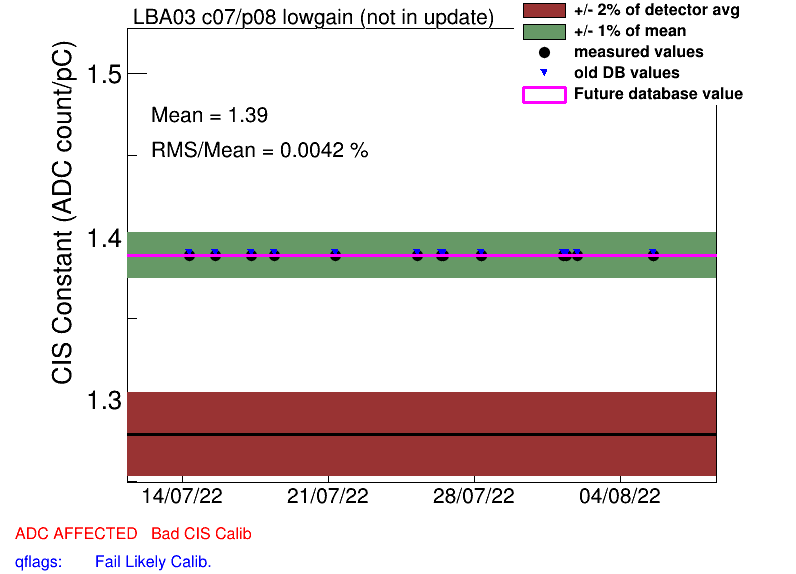 LBA03 c07/p08 lowgain (not in update)
+/- 2% of detector avg
+/- 1% of mean
measured values
old DB values
Future database value
CIS Constant (ADC count/pC)
1.5
Mean = 1.39
RMS/Mean = 0.0042 %
1.4
1.3
14/07/22 21/07/22 28/07/22 04/08/22
ADC AFFECTED Bad CIS Calib
qflags: Fail Likely Calib.